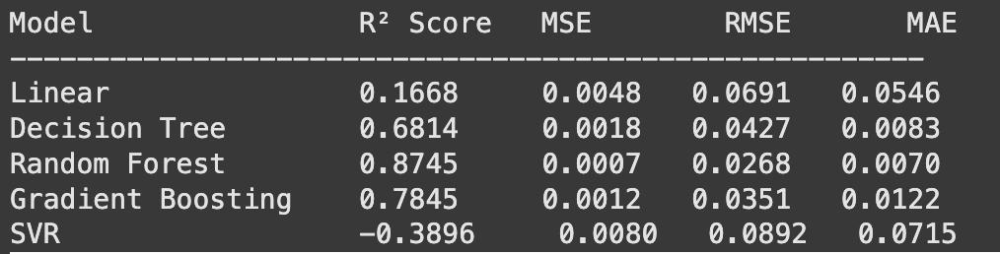 Model R² Score MSE RMSE MAE
--------------------------------------------------------
Linear 0.1668 0.0048 0.0691 0.0546
Decision Tree 0.6814 0.0018 0.0427 0.0083
Random Forest 0.8745 0.0007 0.0268 0.0070
Gradient Boosting 0.7845 0.0012 0.0351 0.0122
SVR -0.3896 0.0080 0.0892 0.0715